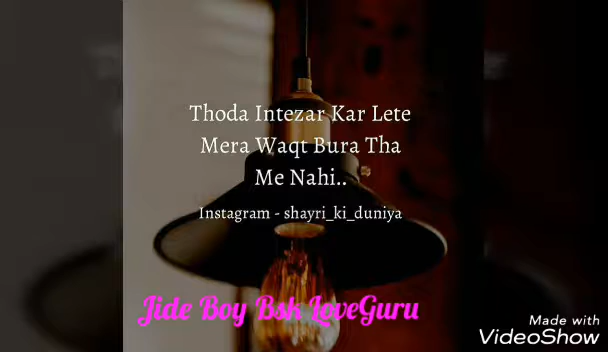 Thoda Intezar Kar Lete
Mera Waqt Bura Tha
Me Nahi..
Instagram - shayri_ki_duniya
Jide Boy Bsk LoveGuru
Made with
VideoShow